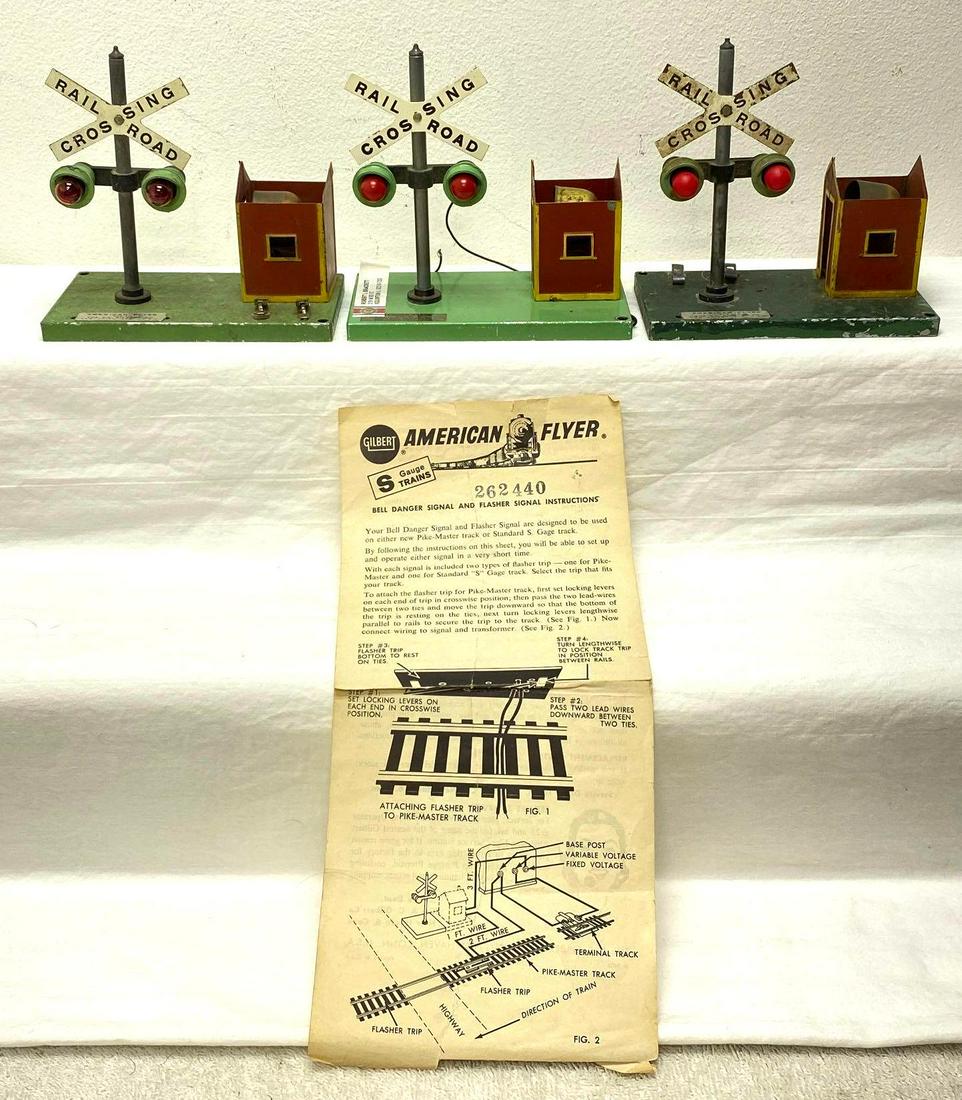 RAIL SING
CROS ROAD
RAIL SING
CROS ROAD
RAIL SING
CROS ROAD
AMERICAN FLYER
GILBERT
AMERICAN FLYER
S Gauge
TRAINS
262440
BELL DANGER SIGNAL AND FLASHER SIGNAL INSTRUCTIONS
Your Bell Danger Signal and Flasher Signal are designed to be used
on either new Pike-Master track or Standard S. Gage track.
By following the instructions on this sheet, you will be able to set up
and operate either signal in a very short time.
With each signal is included two types of flasher trip — one for Pike-
Master and one for Standard "S" Gage track. Select the trip that fits
your track.
To attach the flasher trip for Pike-Master track, first set locking levers
on each end of trip in crosswise position; then pass the two lead-wires
between two ties and move the trip downward so that the bottom of
the trip is resting on the ties, next turn locking levers lengthwise
parallel to rails to secure the trip to the track. (See Fig. 1.) Now
connect wiring to signal and transformer. (See Fig. 2.)
STEP #3:
FLASHER TRIP
BOTTOM TO REST
ON TIES.
STEP #4.
TURN LENGTHWISE
TO LOCK TRACK TRIP
IN POSITION
BETWEEN RAILS.
STEP #1:
SET LOCKING LEVERS ON
EACH END IN CROSSWISE
POSITION.
STEP #2:
PASS TWO LEAD WIRES
DOWNWARD BETWEEN
TWO TIES.
ATTACHING FLASHER TRIP
TO PIKE-MASTER TRACK
FIG. 1
BASE POST
VARIABLE VOLTAGE
FIXED VOLTAGE
3 FT. WIRE
1 FT. WIRE
2 FT. WIRE
TERMINAL TRACK
PIKE-MASTER TRACK
FLASHER TRIP
DIRECTION OF TRAIN
HIGHWAY
FLASHER TRIP
FIG. 2